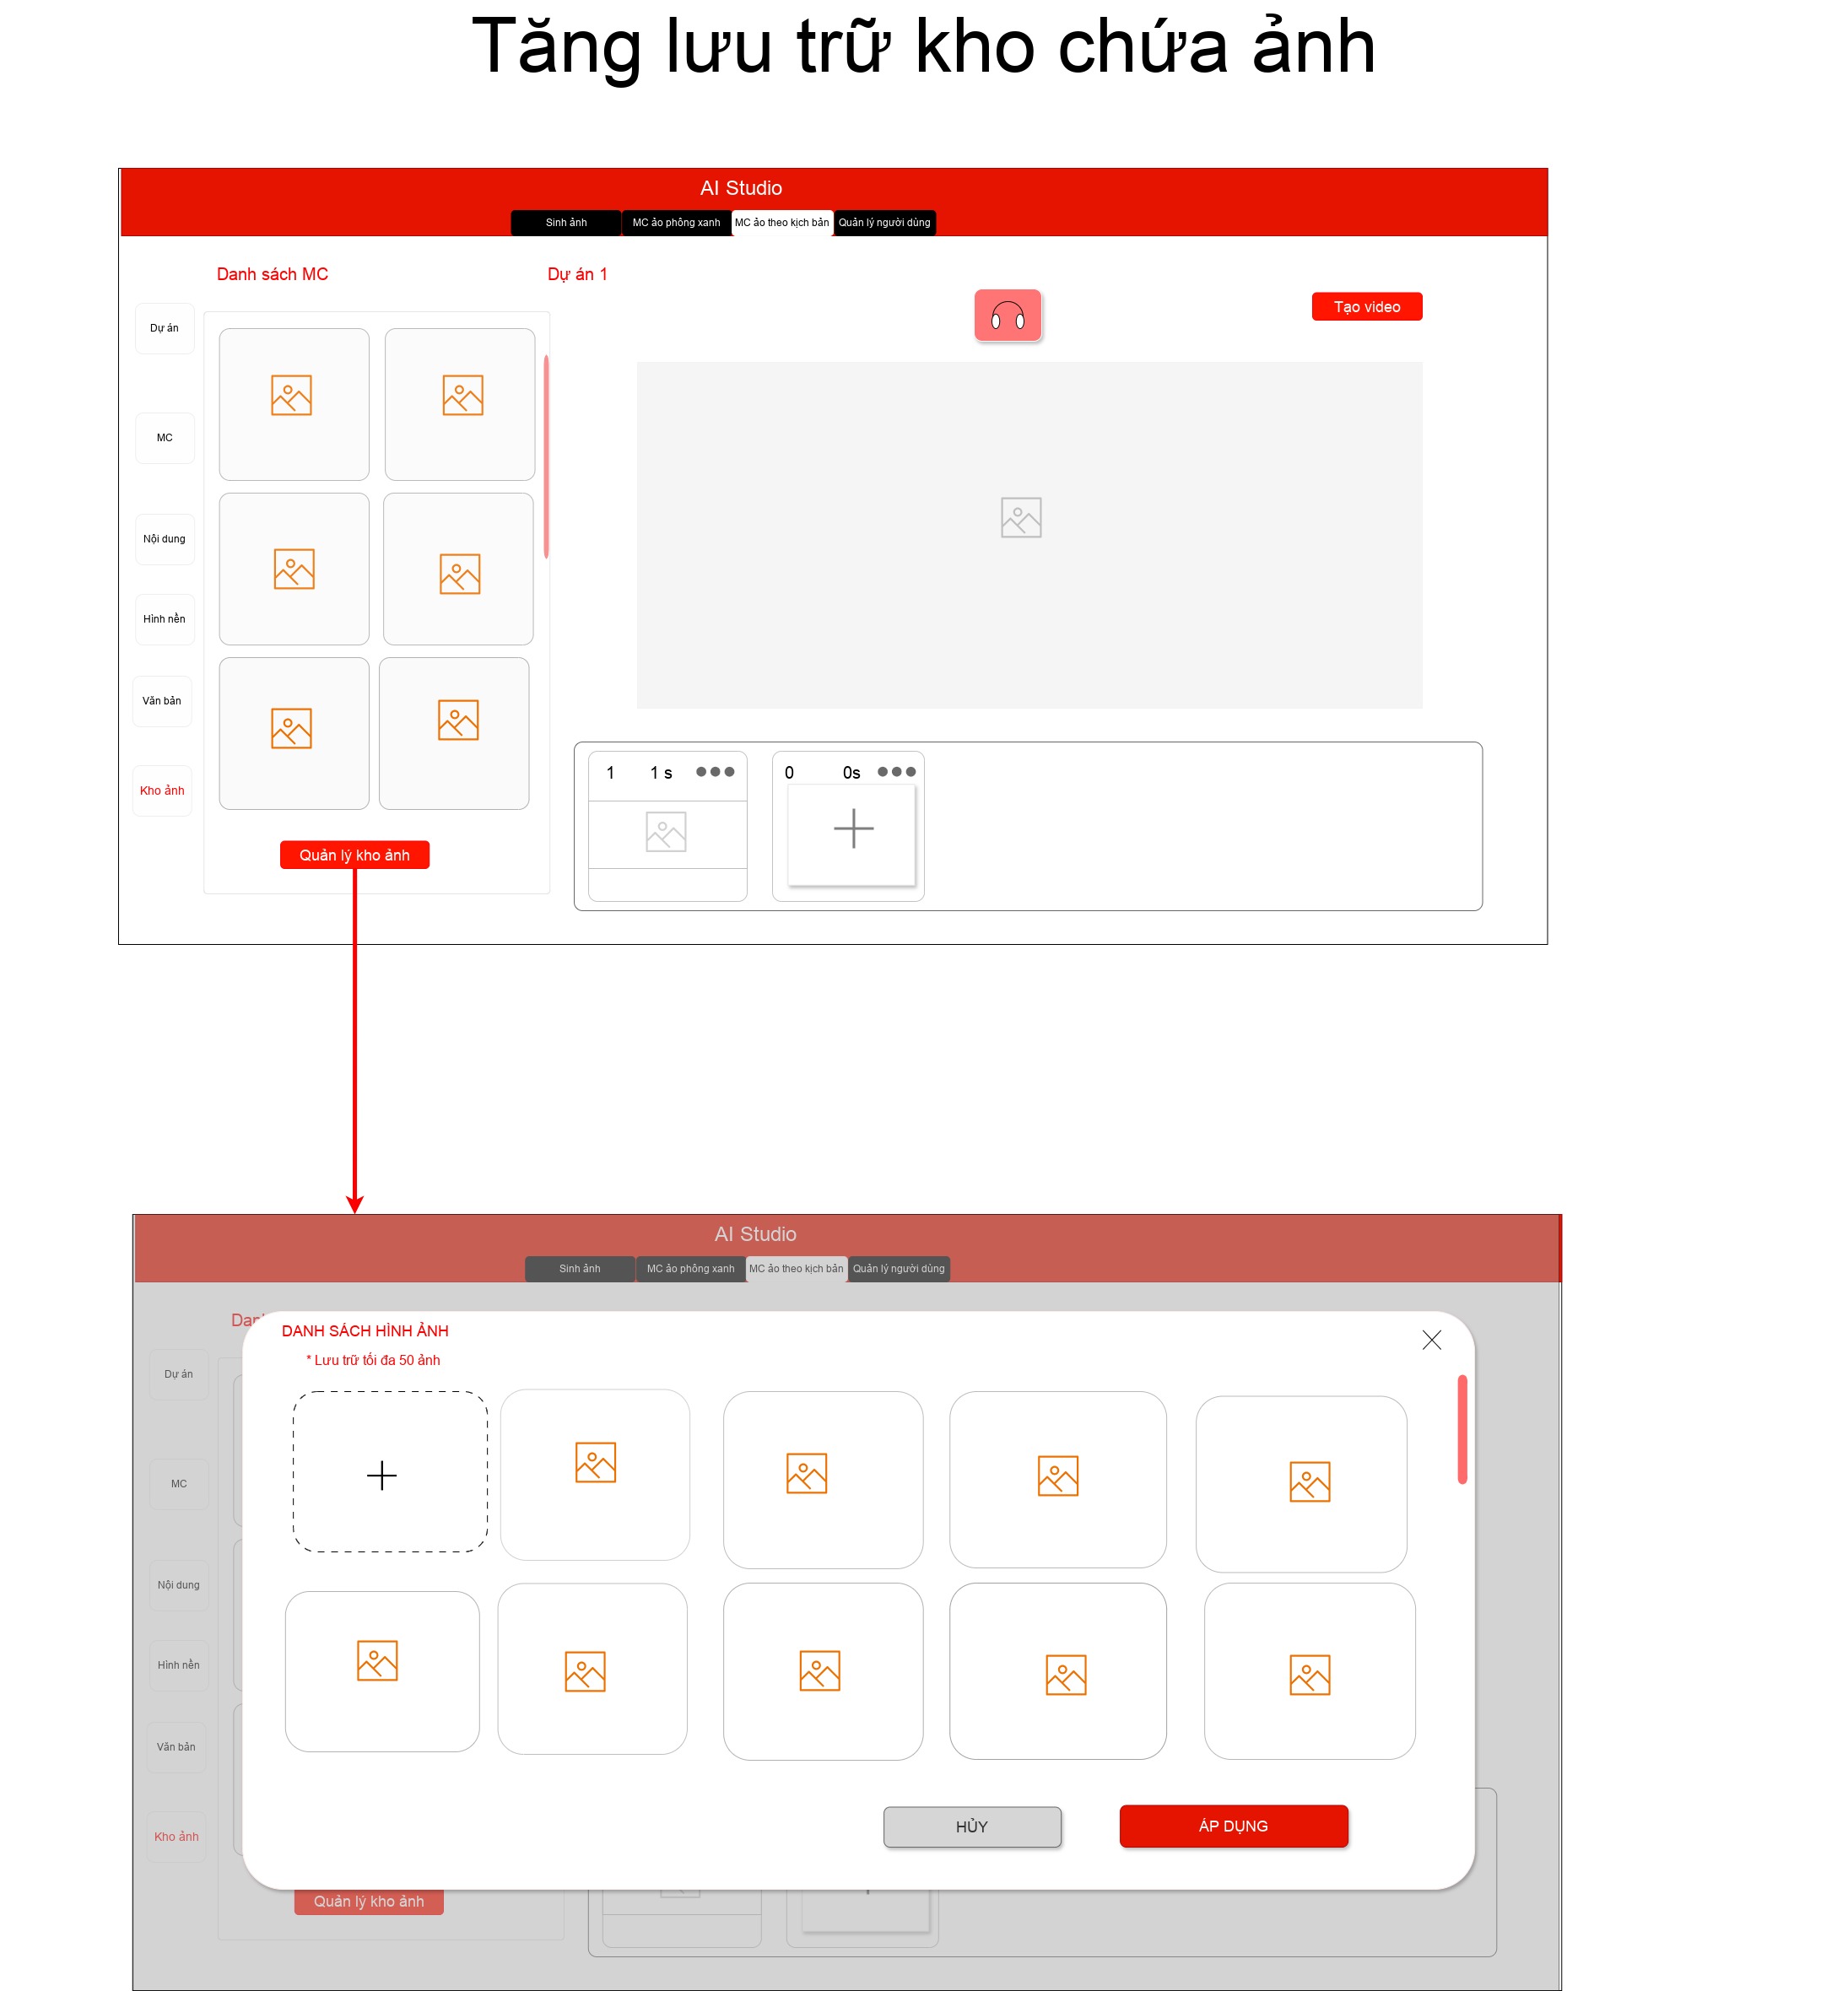 Tăng lưu trữ kho chứa ảnh
AI Studio
Sinh ảnh
MC ảo phông xanh
MC ảo theo kịch bản
Quản lý người dùng
Danh sách MC
Dự án 1
Tạo video
Dự án
MC
Nội dung
Hình nền
Văn bản
Kho ảnh
1 1 s
0 0s
Quản lý kho ảnh
AI Studio
Sinh ảnh
MC ảo phông xanh
MC ảo theo kịch bản
Quản lý người dùng
Dan
DANH SÁCH HÌNH ẢNH
* Lưu trữ tối đa 50 ảnh
Dự án
MC
Nội dung
Hình nền
Văn bản
Kho ảnh
HỦY
ÁP DỤNG
Quản lý kho ảnh